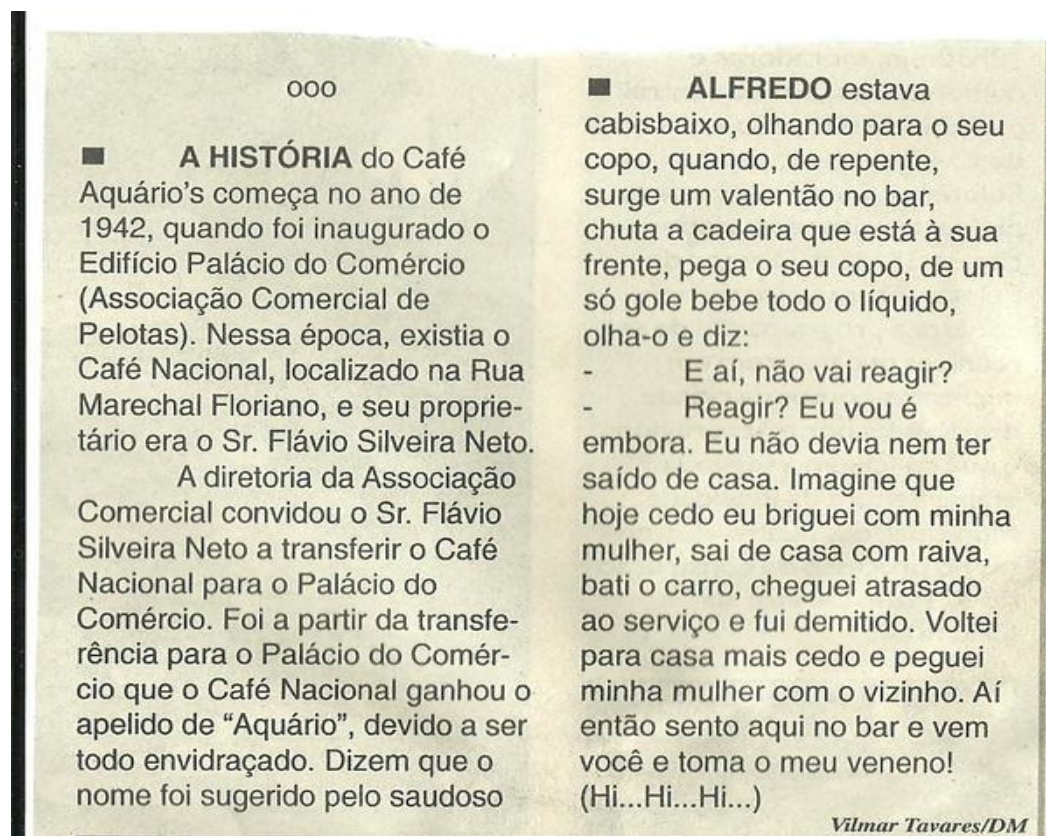 ooo
■ A HISTÓRIA do Café
Aquário's começa no ano de
1942, quando foi inaugurado o
Edifício Palácio do Comércio
(Associação Comercial de
Pelotas). Nessa época, existia o
Café Nacional, localizado na Rua
Marechal Floriano, e seu proprie-
tário era o Sr. Flávio Silveira Neto.
A diretoria da Associação
Comercial convidou o Sr. Flávio
Silveira Neto a transferir o Café
Nacional para o Palácio do
Comércio. Foi a partir da transfe-
rência para o Palácio do Comér-
cio que o Café Nacional ganhou o
apelido de “Aquário”, devido a ser
todo envidraçado. Dizem que o
nome foi sugerido pelo saudoso
■ ALFREDO estava
cabisbaixo, olhando para o seu
copo, quando, de repente,
surge um valentão no bar,
chuta a cadeira que está à sua
frente, pega o seu copo, de um
só gole bebe todo o líquido,
olha-o e diz:
- E aí, não vai reagir?
- Reagir? Eu vou é
embora. Eu não devia nem ter
saído de casa. Imagine que
hoje cedo eu briguei com minha
mulher, sai de casa com raiva,
bati o carro, cheguei atrasado
ao serviço e fui demitido. Voltei
para casa mais cedo e peguei
minha mulher com o vizinho. Aí
então sento aqui no bar e vem
você e toma o meu veneno!
(Hi...Hi...Hi...)
Vilmar Tavares/DM